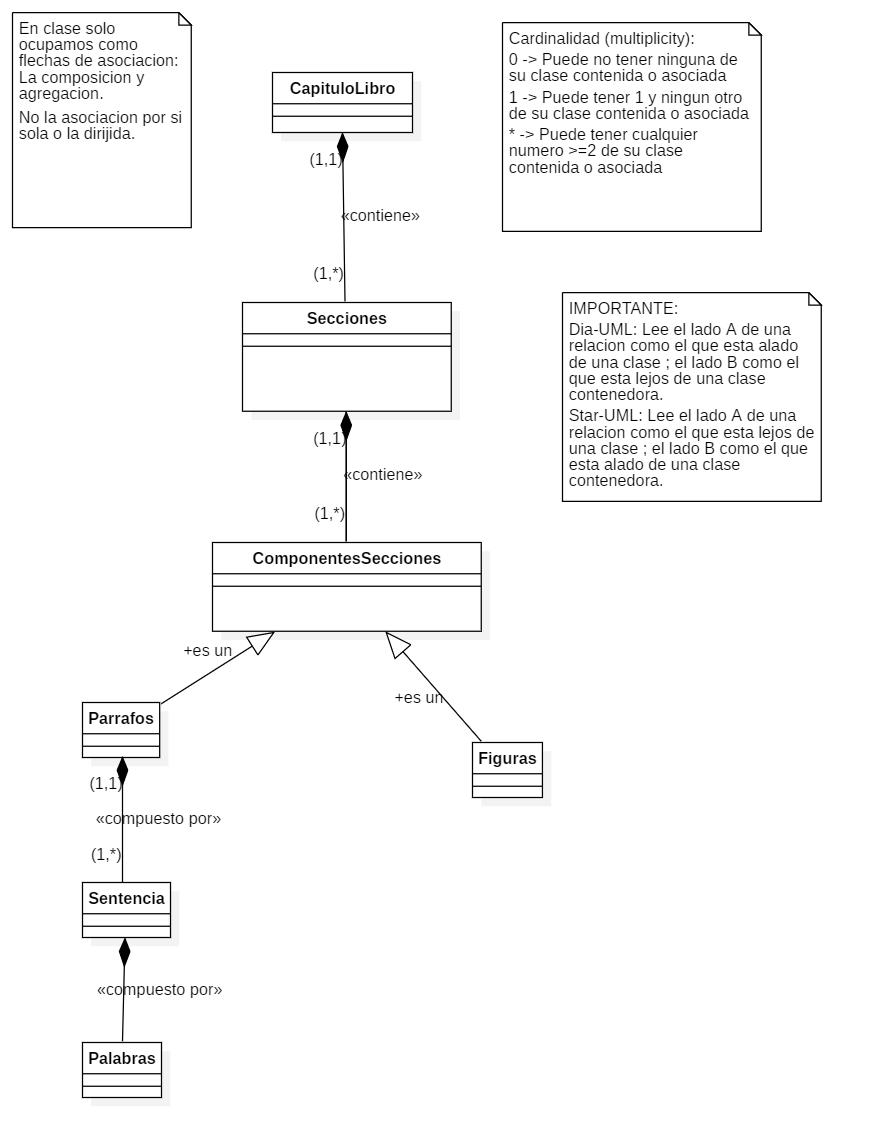 En clase solo
ocupamos como
flechas de asociacion:
La composicion y
agregacion.
No la asociacion por si
sola o la dirijida.
Cardinalidad (multiplicity):
0 -> Puede no tener ninguna de
su clase contenida o asociada
1 -> Puede tener 1 y ningun otro
de su clase contenida o asociada
* -> Puede tener cualquier
numero >=2 de su clase
contenida o asociada
CapituloLibro
(1,1)
«contiene»
(1,*)
Secciones
IMPORTANTE:
Dia-UML: Lee el lado A de una
relacion como el que esta alado
de una clase ; el lado B como el
que esta lejos de una clase
contenedora.
Star-UML: Lee el lado A de una
relacion como el que esta lejos de
una clase ; el lado B como el que
esta alado de una clase
contenedora.
(1,1)
«contiene»
(1,*)
ComponentesSecciones
+es un
+es un
Parrafos
Figuras
(1,1)
«compuesto por»
(1,*)
Sentencia
«compuesto por»
Palabras